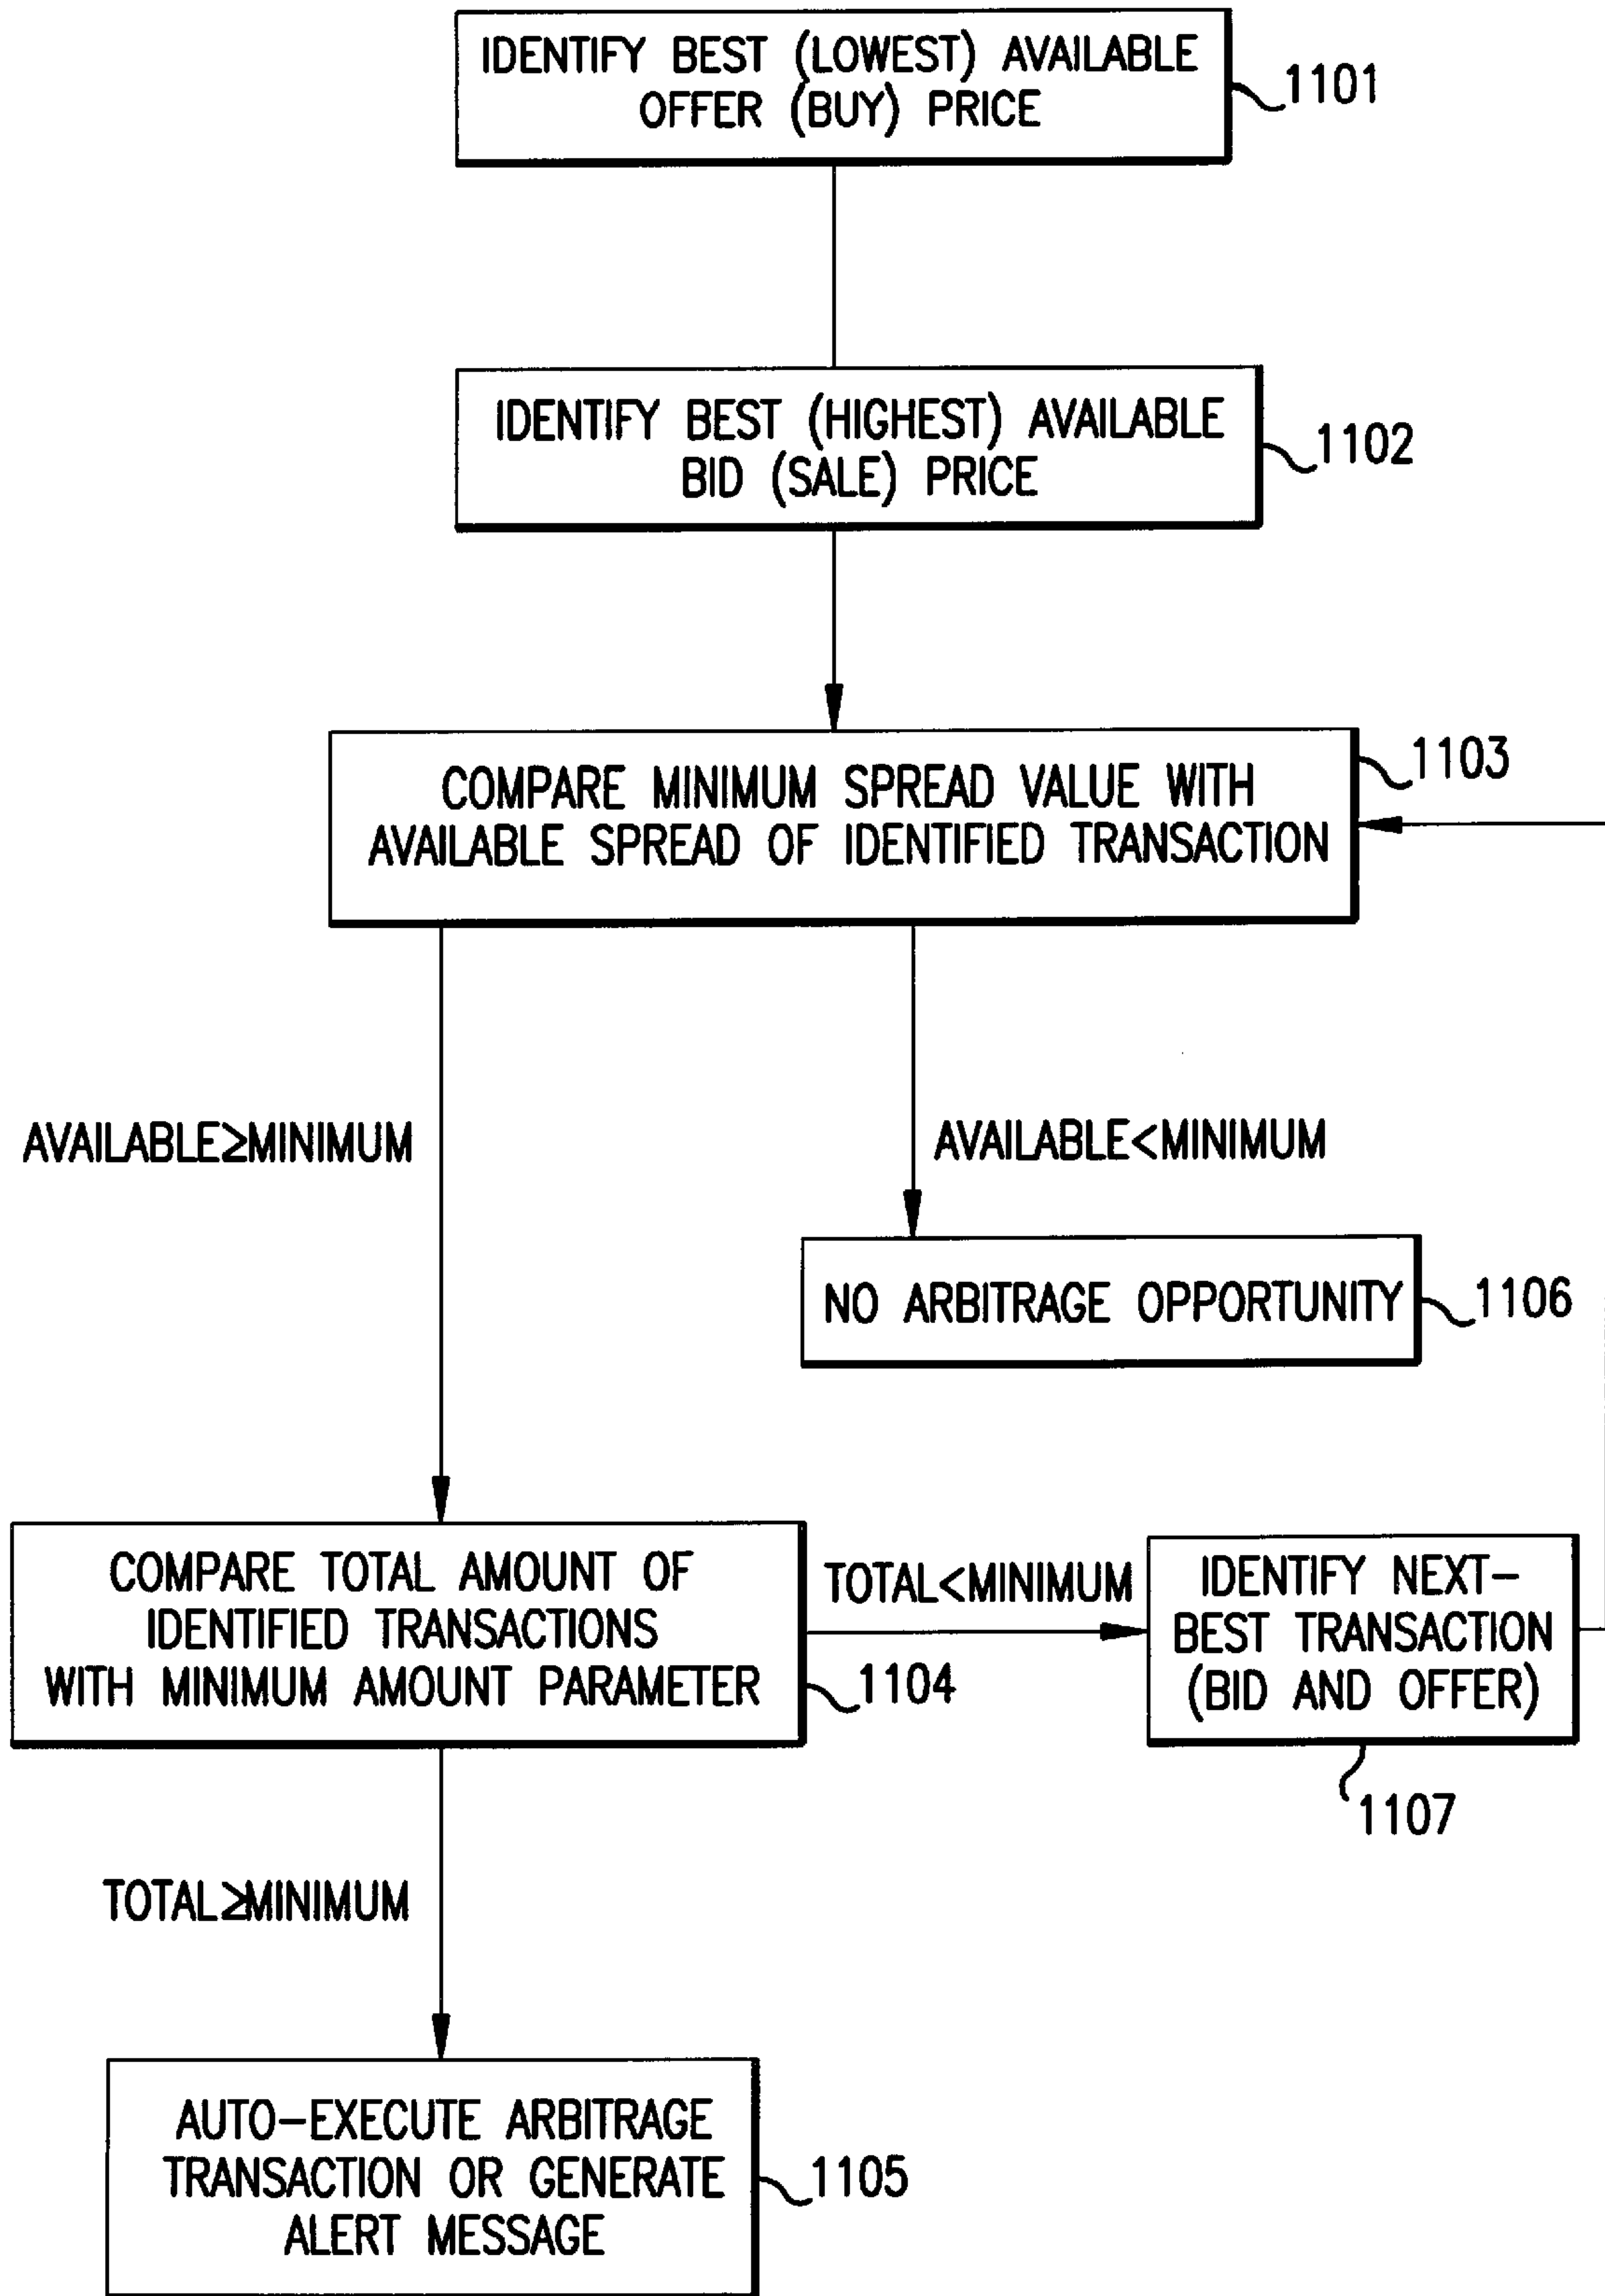 IDENTIFY BEST (LOWEST) AVAILABLE
OFFER (BUY) PRICE
1101
IDENTIFY BEST (HIGHEST) AVAILABLE
BID (SALE) PRICE
1102
COMPARE MINIMUM SPREAD VALUE WITH
AVAILABLE SPREAD OF IDENTIFIED TRANSACTION
1103
AVAILABLE≥MINIMUM
AVAILABLE<MINIMUM
NO ARBITRAGE OPPORTUNITY
1106
COMPARE TOTAL AMOUNT OF
IDENTIFIED TRANSACTIONS
WITH MINIMUM AMOUNT PARAMETER
1104
TOTAL<MINIMUM
IDENTIFY NEXT-
BEST TRANSACTION
(BID AND OFFER)
1107
TOTAL≥MINIMUM
AUTO-EXECUTE ARBITRAGE
TRANSACTION OR GENERATE
ALERT MESSAGE
1105